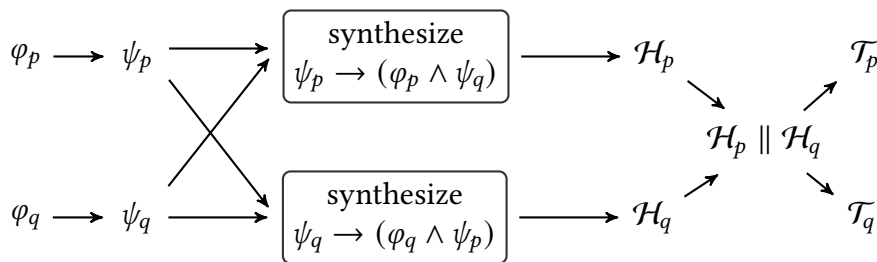 φ_p ψ_p synthesize ψ_p → (φ_p ∧ ψ_q) ℋ_p 𝒯_p
ℋ_p ∥ ℋ_q
φ_q ψ_q synthesize ψ_q → (φ_q ∧ ψ_p) ℋ_q 𝒯_q